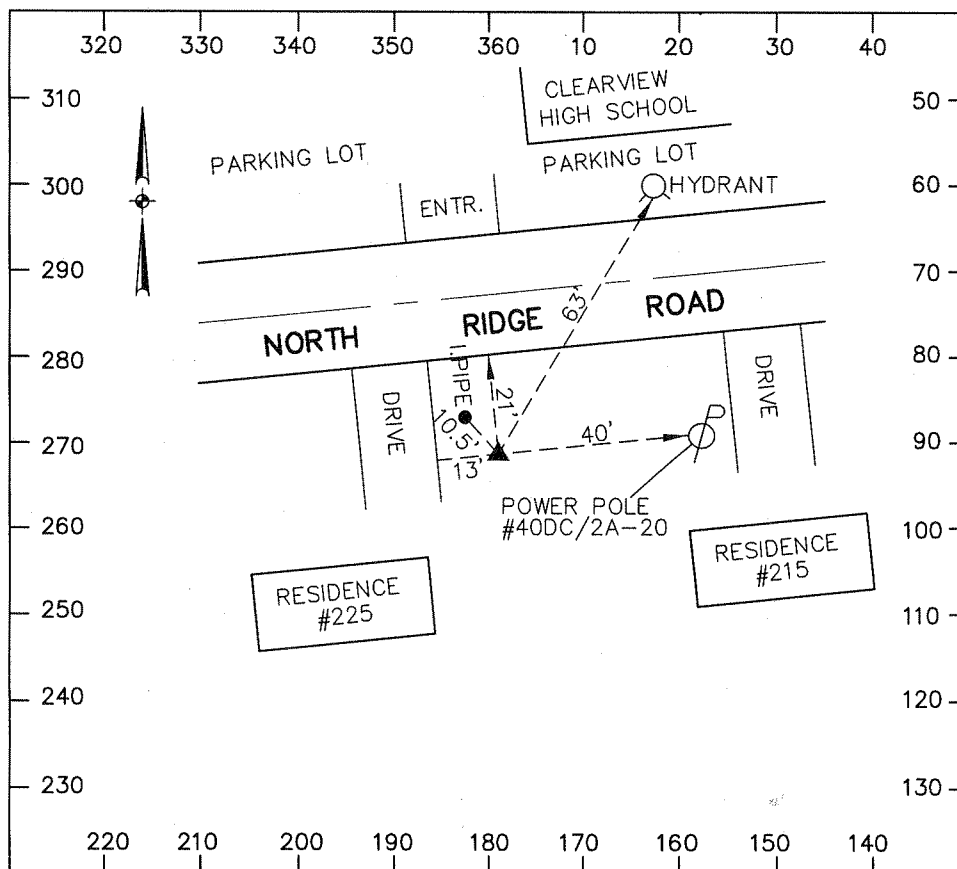 320 330 340 350 360 10 20 30 40
310
50
CLEARVIEW
HIGH SCHOOL
PARKING LOT
PARKING LOT
300
60
HYDRANT
ENTR.
290
70
63'
NORTH RIDGE ROAD
280
80
I.PIPE
21'
DRIVE
DRIVE
10.5'
270
90
40'
13'
260
100
POWER POLE
#40DC/2A-20
RESIDENCE
#215
RESIDENCE
#225
250
110
240
120
230
130
220 210 200 190 180 170 160 150 140